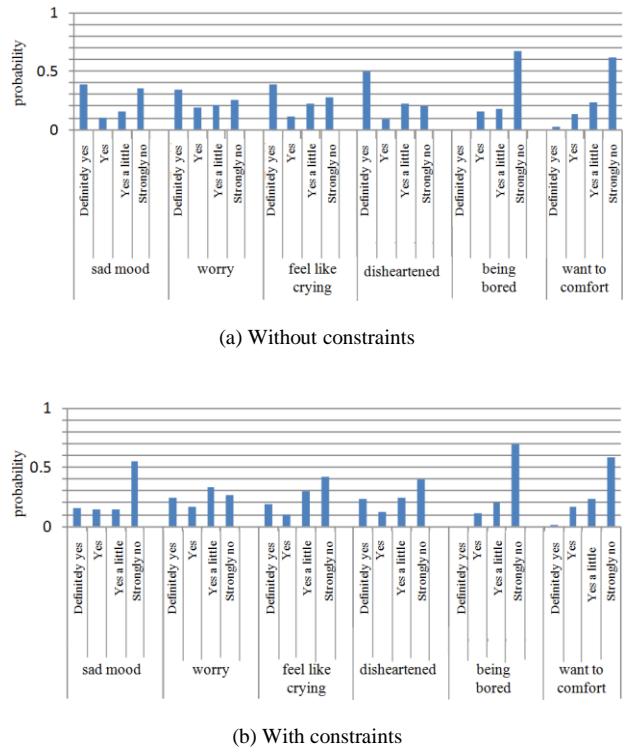 1
0.5
0
probability
Definitely yes
Yes
Yes a little
Strongly no
Definitely yes
Yes
Yes a little
Strongly no
Definitely yes
Yes
Yes a little
Strongly no
Definitely yes
Yes
Yes a little
Strongly no
Definitely yes
Yes
Yes a little
Strongly no
Definitely yes
Yes
Yes a little
Strongly no
sad mood
worry
feel like
crying
disheartened
being
bored
want to
comfort
(a) Without constraints
1
0.5
0
probability
Definitely yes
Yes
Yes a little
Strongly no
Definitely yes
Yes
Yes a little
Strongly no
Definitely yes
Yes
Yes a little
Strongly no
Definitely yes
Yes
Yes a little
Strongly no
Definitely yes
Yes
Yes a little
Strongly no
Definitely yes
Yes
Yes a little
Strongly no
sad mood
worry
feel like
crying
disheartened
being
bored
want to
comfort
(b) With constraints